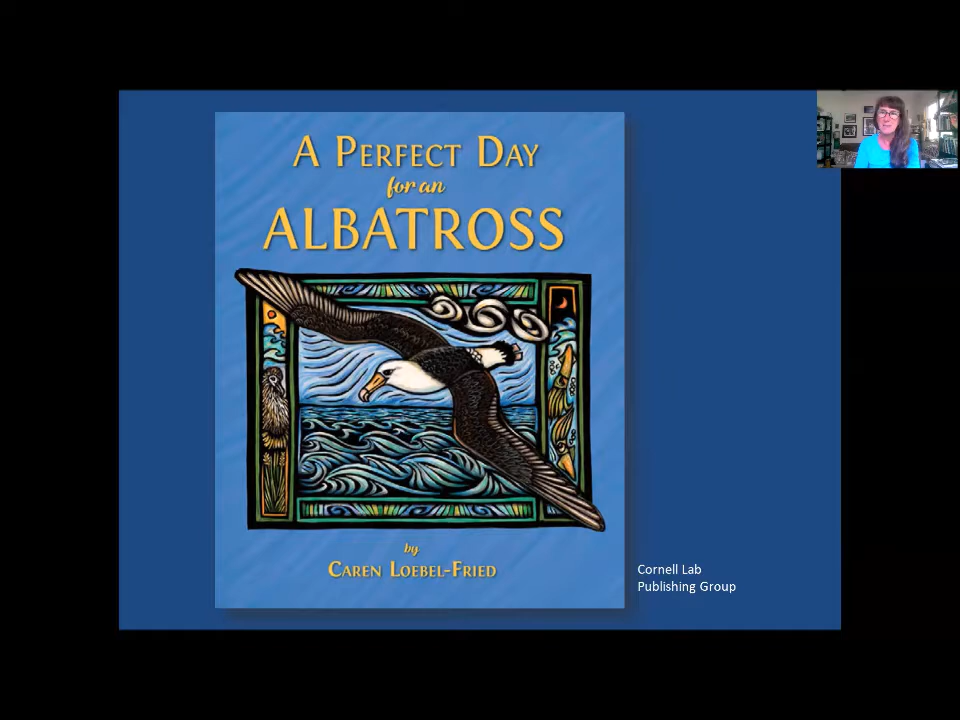 A PERFECT DAY
for an
ALBATROSS
by
CAREN LOEBEL-FRIED
Cornell Lab
Publishing Group